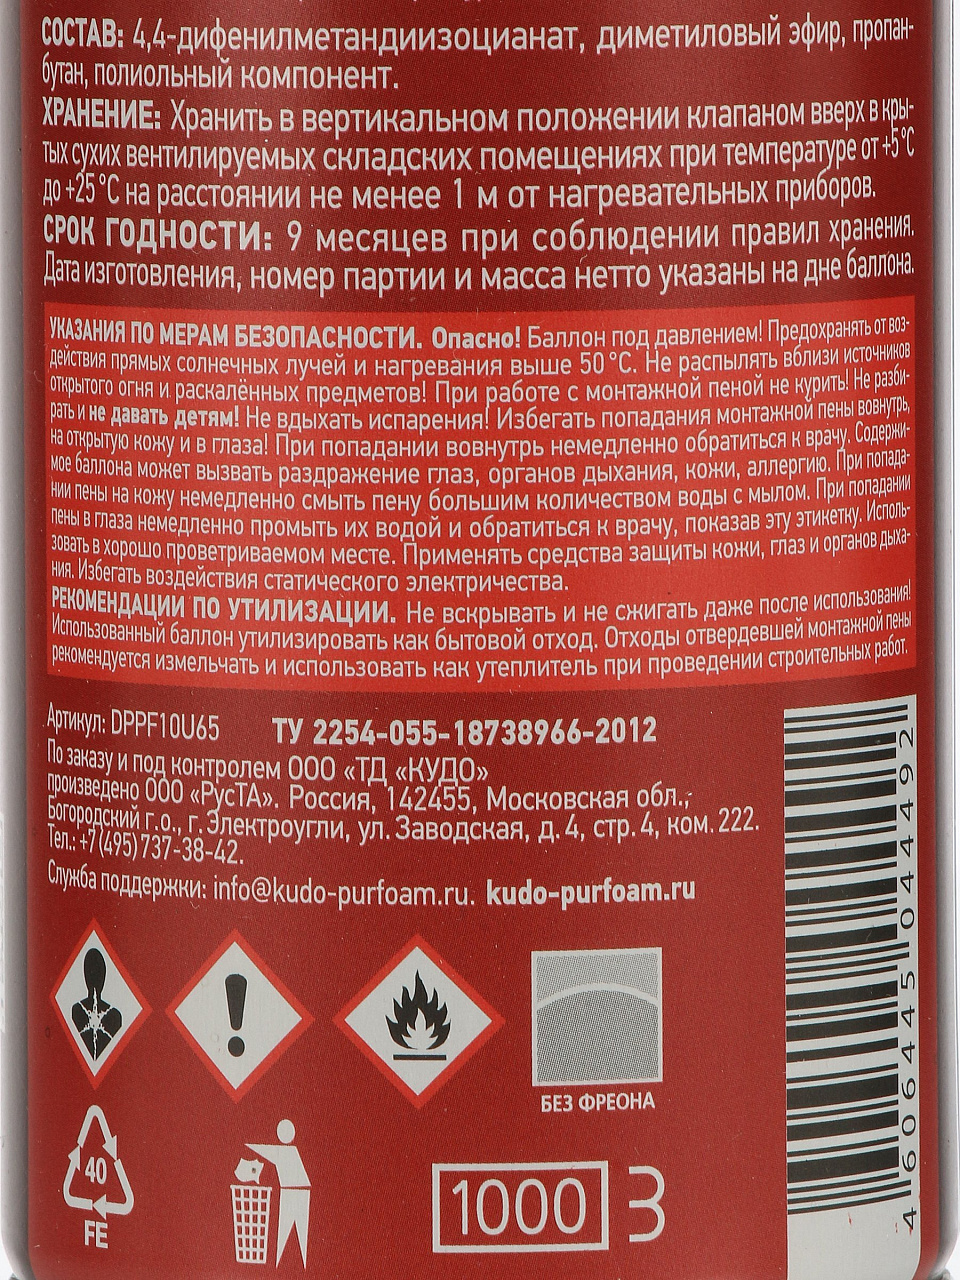 СОСТАВ: 4,4-дифенилметандиизоцианат, диметиловый эфир, пропан-
бутан, полиольный компонент.
ХРАНЕНИЕ: Хранить в вертикальном положении клапаном вверх в кры-
тых сухих вентилируемых складских помещениях при температуре от +5 °С
до +25 °С на расстоянии не менее 1 м от нагревательных приборов.
СРОК ГОДНОСТИ: 9 месяцев при соблюдении правил хранения.
Дата изготовления, номер партии и масса нетто указаны на дне баллона.
УКАЗАНИЯ ПО МЕРАМ БЕЗОПАСНОСТИ. Опасно! Баллон под давлением! Предохранять от воз-
действия прямых солнечных лучей и нагревания выше 50 °С. Не распылять вблизи источников
открытого огня и раскалённых предметов! При работе с монтажной пеной не курить! Не разби-
рать и не давать детям! Не вдыхать испарения! Избегать попадания монтажной пены вовнутрь,
на открытую кожу и в глаза! При попадании вовнутрь немедленно обратиться к врачу. Содержи-
мое баллона может вызвать раздражение глаз, органов дыхания, кожи, аллергию. При попада-
нии пены на кожу немедленно смыть пену большим количеством воды с мылом. При попадании
пены в глаза немедленно промыть их водой и обратиться к врачу, показав эту этикетку. Исполь-
зовать в хорошо проветриваемом месте. Применять средства защиты кожи, глаз и органов дыха-
ния. Избегать воздействия статического электричества.
РЕКОМЕНДАЦИИ ПО УТИЛИЗАЦИИ. Не вскрывать и не сжигать даже после использования!
Использованный баллон утилизировать как бытовой отход. Отходы отвердевшей монтажной пены
рекомендуется измельчать и использовать как утеплитель при проведении строительных работ.
Артикул: DPPF10U65 ТУ 2254-055-18738966-2012
По заказу и под контролем ООО «ТД «КУДО»
произведено ООО «РусТА». Россия, 142455, Московская обл.,
Богородский г.о., г. Электроугли, ул. Заводская, д. 4, стр. 4, ком. 222.
Тел.: +7 (495) 737-38-42.
Служба поддержки: info@kudo-purfoam.ru. kudo-purfoam.ru
БЕЗ ФРЕОНА
40
FE
1000 З
4 606445 044492